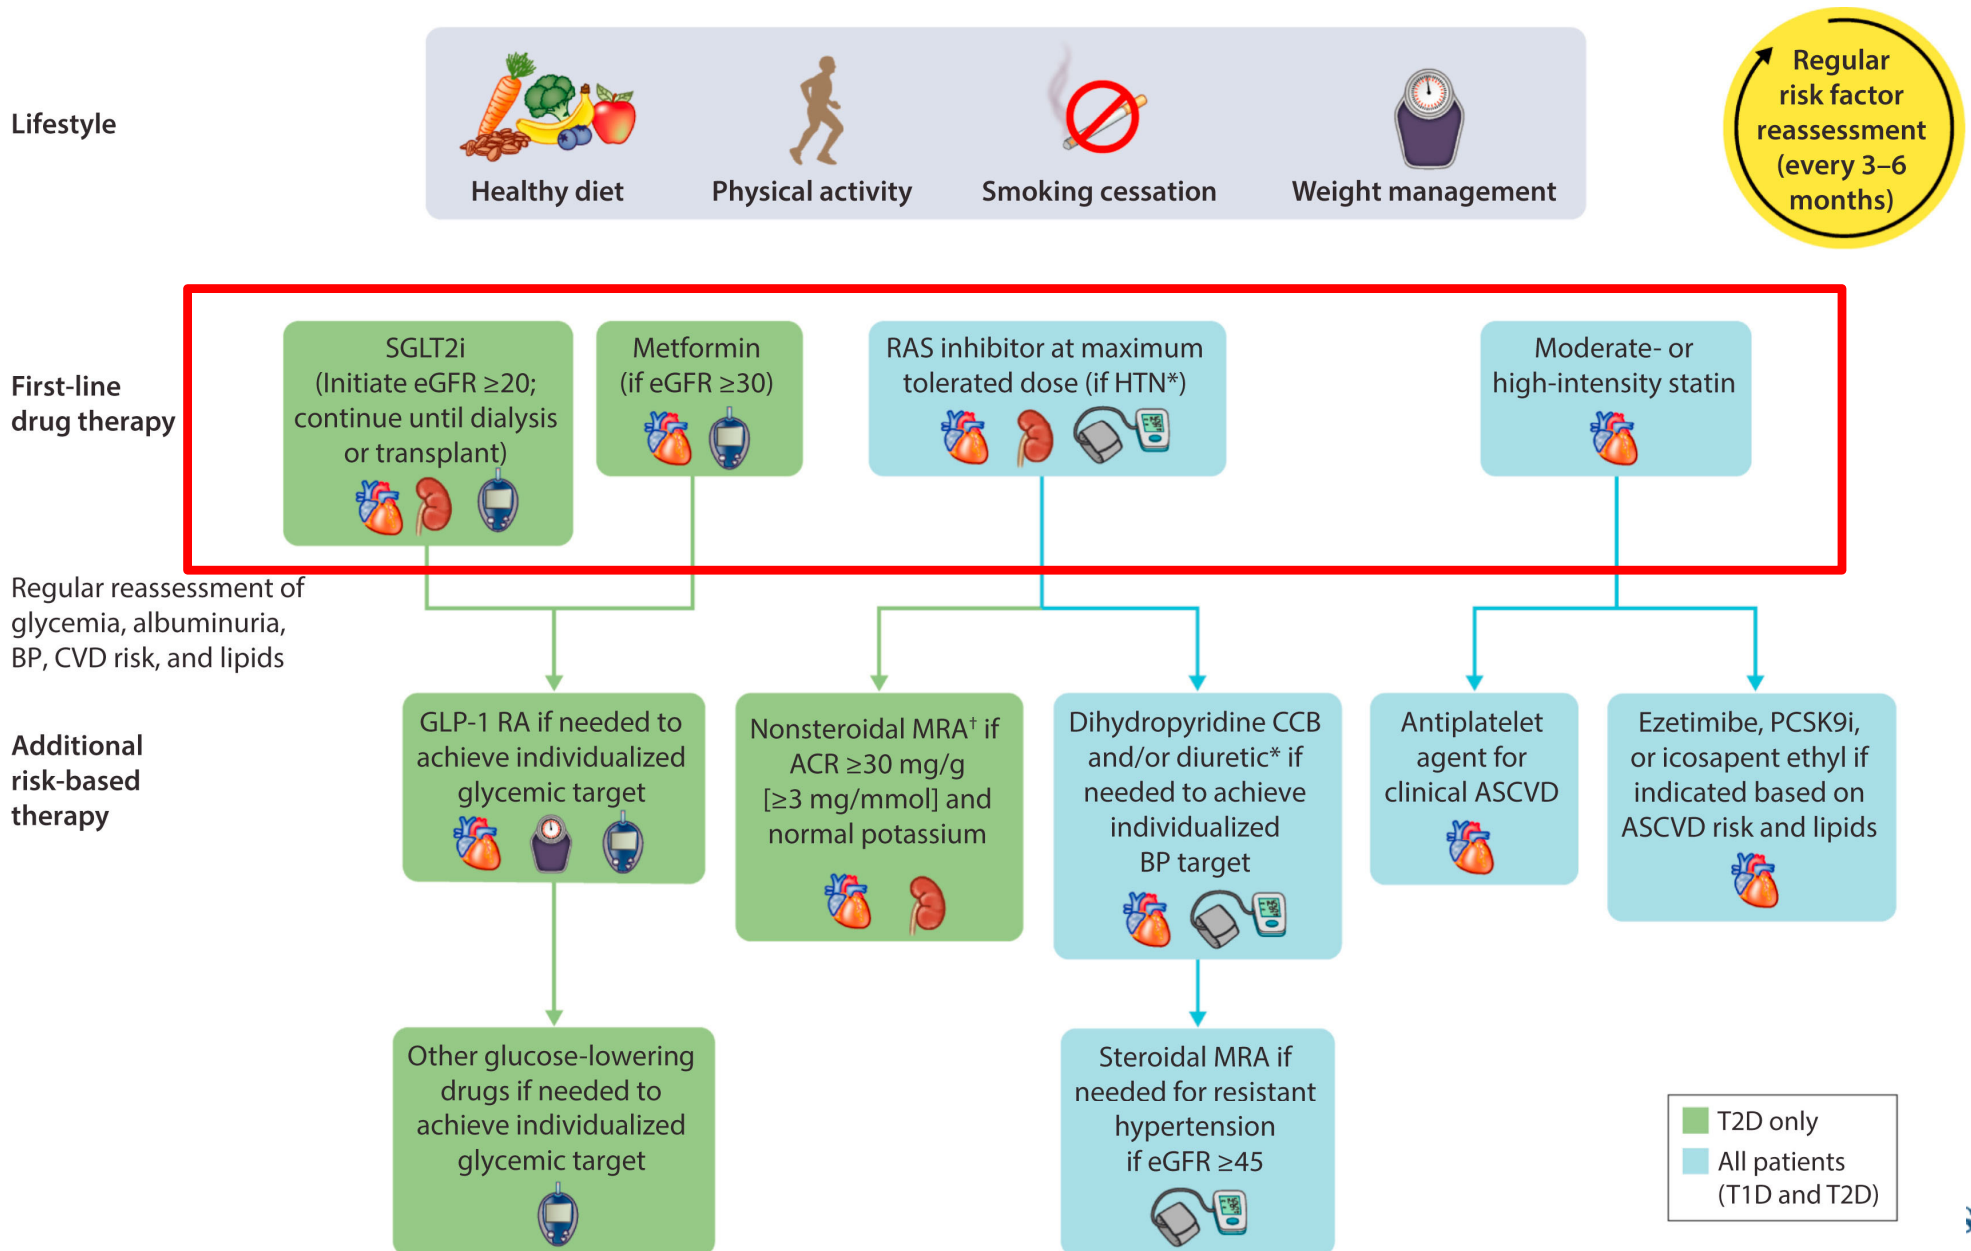 Lifestyle
Healthy diet
Physical activity
Smoking cessation
Weight management
Regular
risk factor
reassessment
(every 3–6
months)
First-line
drug therapy
SGLT2i
(Initiate eGFR ≥20;
continue until dialysis
or transplant)
Metformin
(if eGFR ≥30)
RAS inhibitor at maximum
tolerated dose (if HTN*)
Moderate- or
high-intensity statin
Regular reassessment of
glycemia, albuminuria,
BP, CVD risk, and lipids
Additional
risk-based
therapy
GLP-1 RA if needed to
achieve individualized
glycemic target
Nonsteroidal MRA† if
ACR ≥30 mg/g
[≥3 mg/mmol] and
normal potassium
Dihydropyridine CCB
and/or diuretic* if
needed to achieve
individualized
BP target
Antiplatelet
agent for
clinical ASCVD
Ezetimibe, PCSK9i,
or icosapent ethyl if
indicated based on
ASCVD risk and lipids
Other glucose-lowering
drugs if needed to
achieve individualized
glycemic target
Steroidal MRA if
needed for resistant
hypertension
if eGFR ≥45
T2D only
All patients
(T1D and T2D)